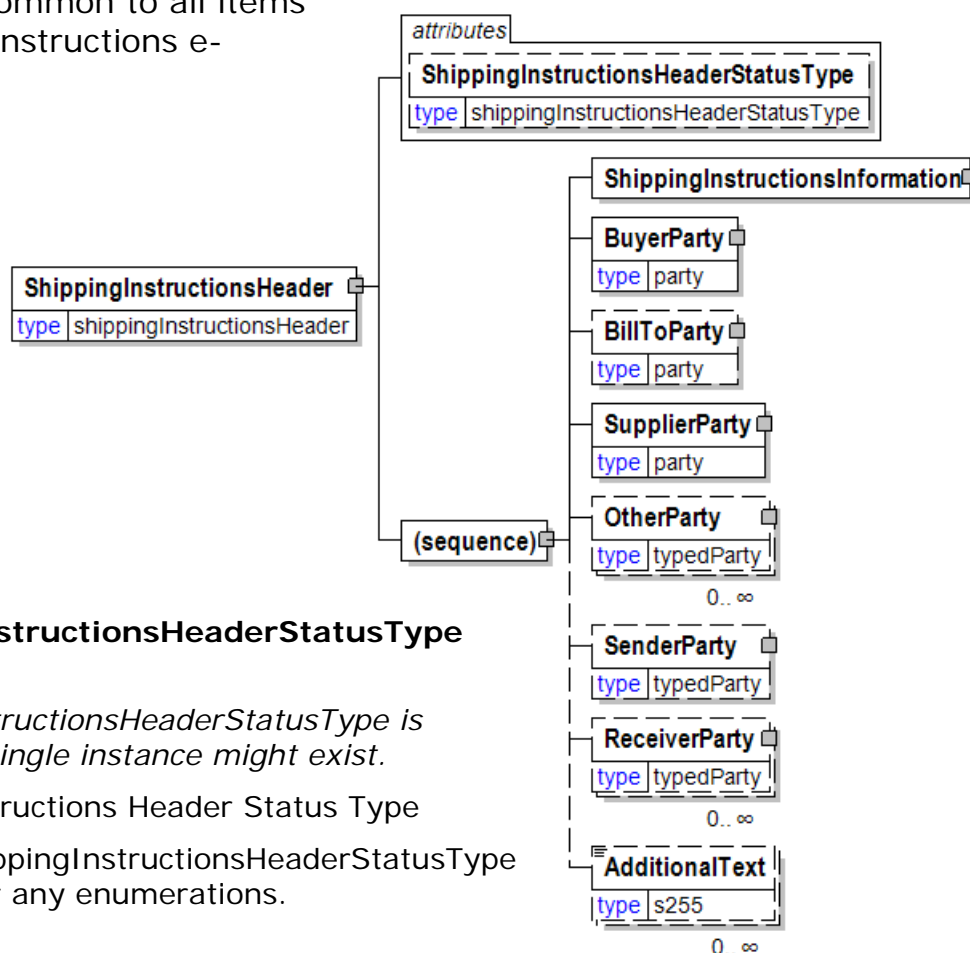 ommon to all items
nstructions e-
attributes
ShippingInstructionsHeaderStatusType
type shippingInstructionsHeaderStatusType
ShippingInstructionsInformation
BuyerParty
type party
ShippingInstructionsHeader
type shippingInstructionsHeader
BillToParty
type party
SupplierParty
type party
(sequence)
OtherParty
type typedParty
0.. ∞
structionsHeaderStatusType
SenderParty
type typedParty
tructionsHeaderStatusType is
ingle instance might exist.
ReceiverParty
type typedParty
0.. ∞
ructions Header Status Type
ppingInstructionsHeaderStatusType
any enumerations.
AdditionalText
type s255
0.. ∞